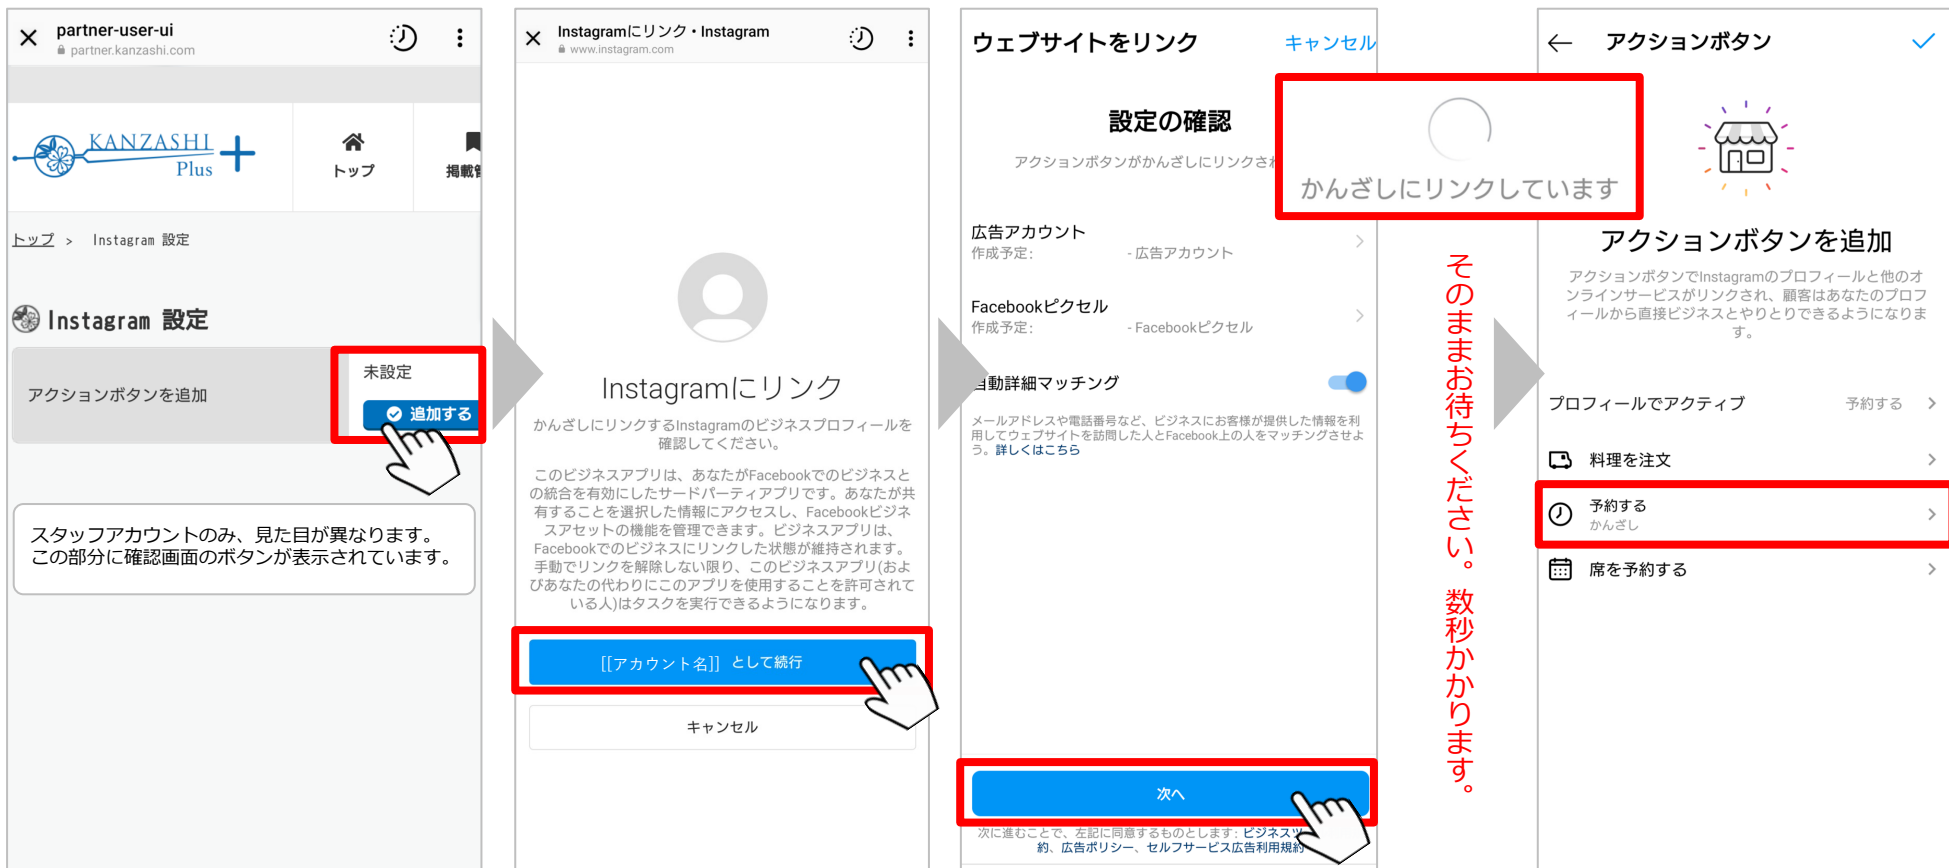 partner-user-ui
partner.kanzashi.com
KANZASHI
Plus
トップ
掲載
トップ > Instagram 設定
Instagram 設定
アクションボタンを追加
未設定
追加する
スタッフアカウントのみ、見た目が異なります。
この部分に確認画面のボタンが表示されています。
Instagramにリンク • Instagram
www.instagram.com
Instagramにリンク
かんざしにリンクするInstagramのビジネスプロフィールを
確認してください。
このビジネスアプリは、あなたがFacebookでのビジネスと
の統合を有効にしたサードパーティアプリです。あなたが共
有することを選択した情報にアクセスし、Facebookビジネ
スアセットの機能を管理できます。ビジネスアプリは、
Facebookでのビジネスにリンクした状態が維持されます。
手動でリンクを解除しない限り、このビジネスアプリ(およ
びあなたの代わりにこのアプリを使用することを許可されて
いる人)はタスクを実行できるようになります。
[[アカウント名]] として続行
キャンセル
ウェブサイトをリンク
キャンセル
設定の確認
アクションボタンがかんざしにリンクされ
広告アカウント
作成予定: - 広告アカウント
Facebookピクセル
作成予定: - Facebookピクセル
自動詳細マッチング
メールアドレスや電話番号など、ビジネスにお客様が提供した情報を利
用してウェブサイトを訪問した人とFacebook上の人をマッチングさせよ
う。詳しくはこちら
次へ
次に進むことで、左記に同意するものとします: ビジネスツ
約、広告ポリシー、セルフサービス広告利用規約
かんざしにリンクしています
そのままお待ちください。数秒かかります。
アクションボタン
アクションボタンを追加
アクションボタンでInstagramのプロフィールと他のオ
ンラインサービスがリンクされ、顧客はあなたのプロフ
ィールから直接ビジネスとやりとりできるようになりま
す。
プロフィールでアクティブ 予約する
料理を注文
予約する
かんざし
席を予約する